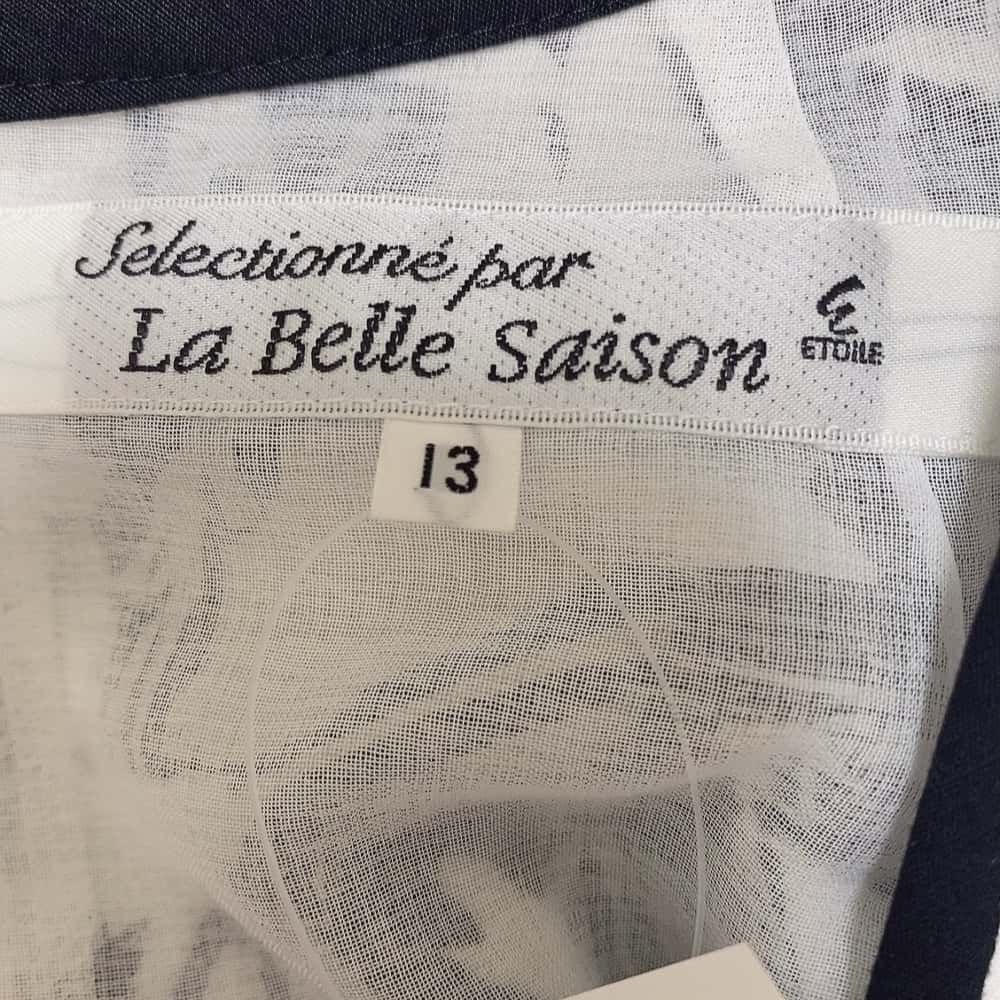 Selectionné par
La Belle Saison
ETOILE
13